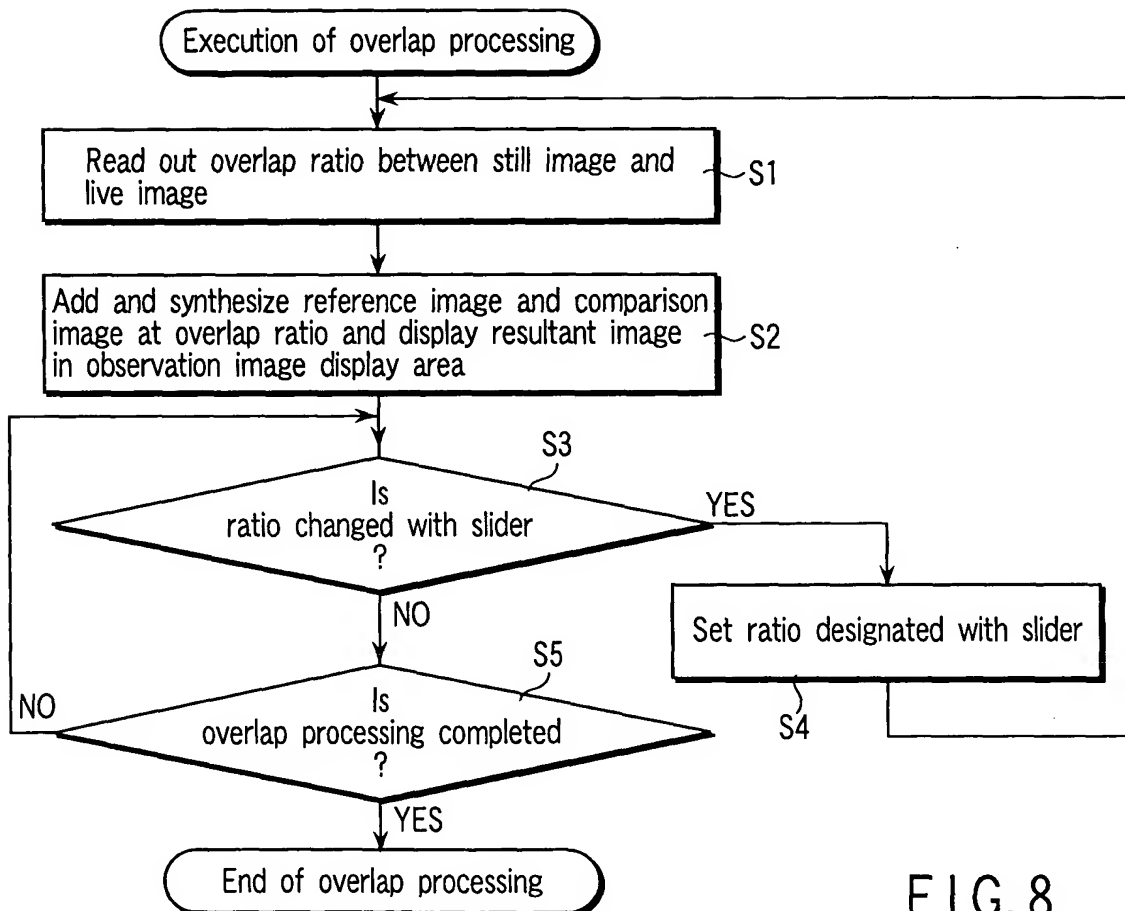 Execution of overlap processing
Read out overlap ratio between still image and
live image
S1
Add and synthesize reference image and comparison
image at overlap ratio and display resultant image
in observation image display area
S2
S3
Is
ratio changed with slider
?
YES
NO
Set ratio designated with slider
S4
S5
Is
overlap processing completed
?
NO
YES
End of overlap processing
FIG. 8